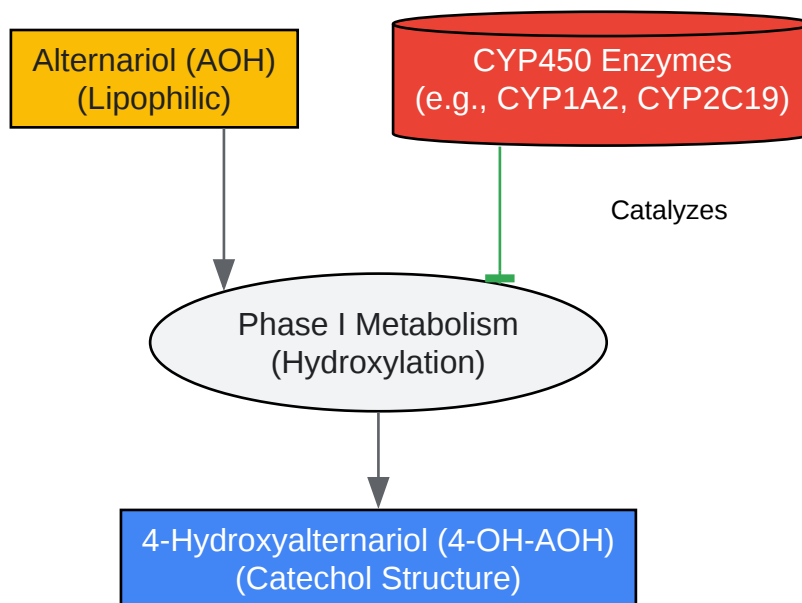 Alternariol (AOH)
(Lipophilic)
CYP450 Enzymes
(e.g., CYP1A2, CYP2C19)
Catalyzes
Phase I Metabolism
(Hydroxylation)
4-Hydroxyalternariol (4-OH-AOH)
(Catechol Structure)